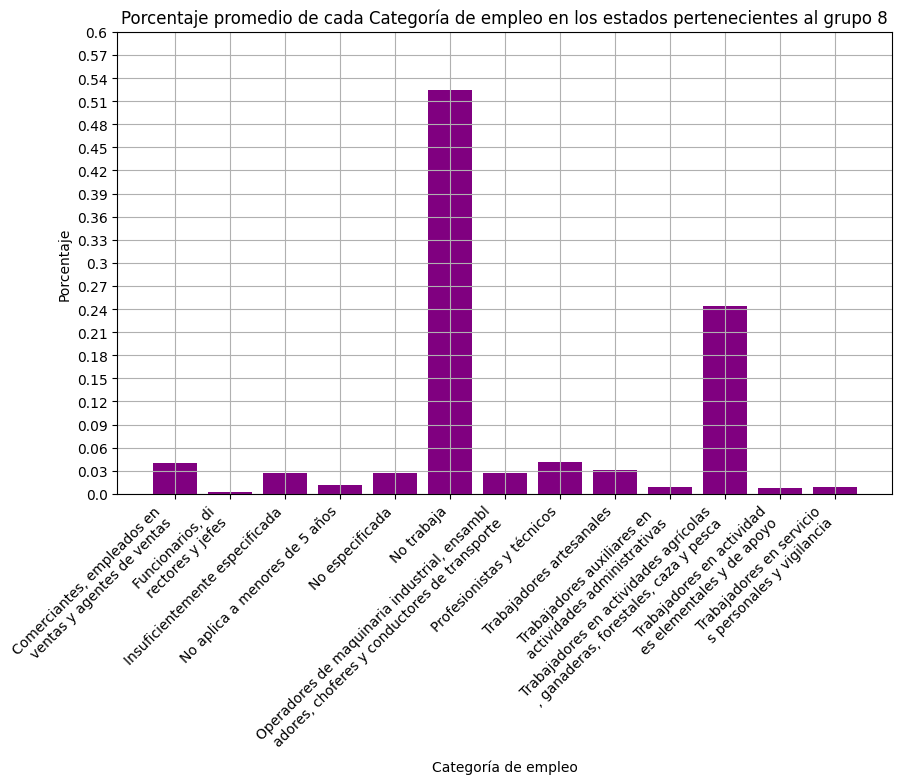 Porcentaje promedio de cada Categoría de empleo en los estados pertenecientes al grupo 8
Porcentaje
0.6
0.57
0.54
0.51
0.48
0.45
0.42
0.39
0.36
0.33
0.3
0.27
0.24
0.21
0.18
0.15
0.12
0.09
0.06
0.03
0.0
Comerciantes, empleados en
ventas y agentes de ventas
Funcionarios, di
rectores y jefes
Insuficientemente especificada
No aplica a menores de 5 años
No especificada
No trabaja
Operadores de maquinaria industrial, ensambl
adores, choferes y conductores de transporte
Profesionistas y técnicos
Trabajadores artesanales
Trabajadores auxiliares en
actividades administrativas
Trabajadores en actividades agrícolas
, ganaderas, forestales, caza y pesca
Trabajadores en actividad
es elementales y de apoyo
Trabajadores en servicio
s personales y vigilancia
Categoría de empleo